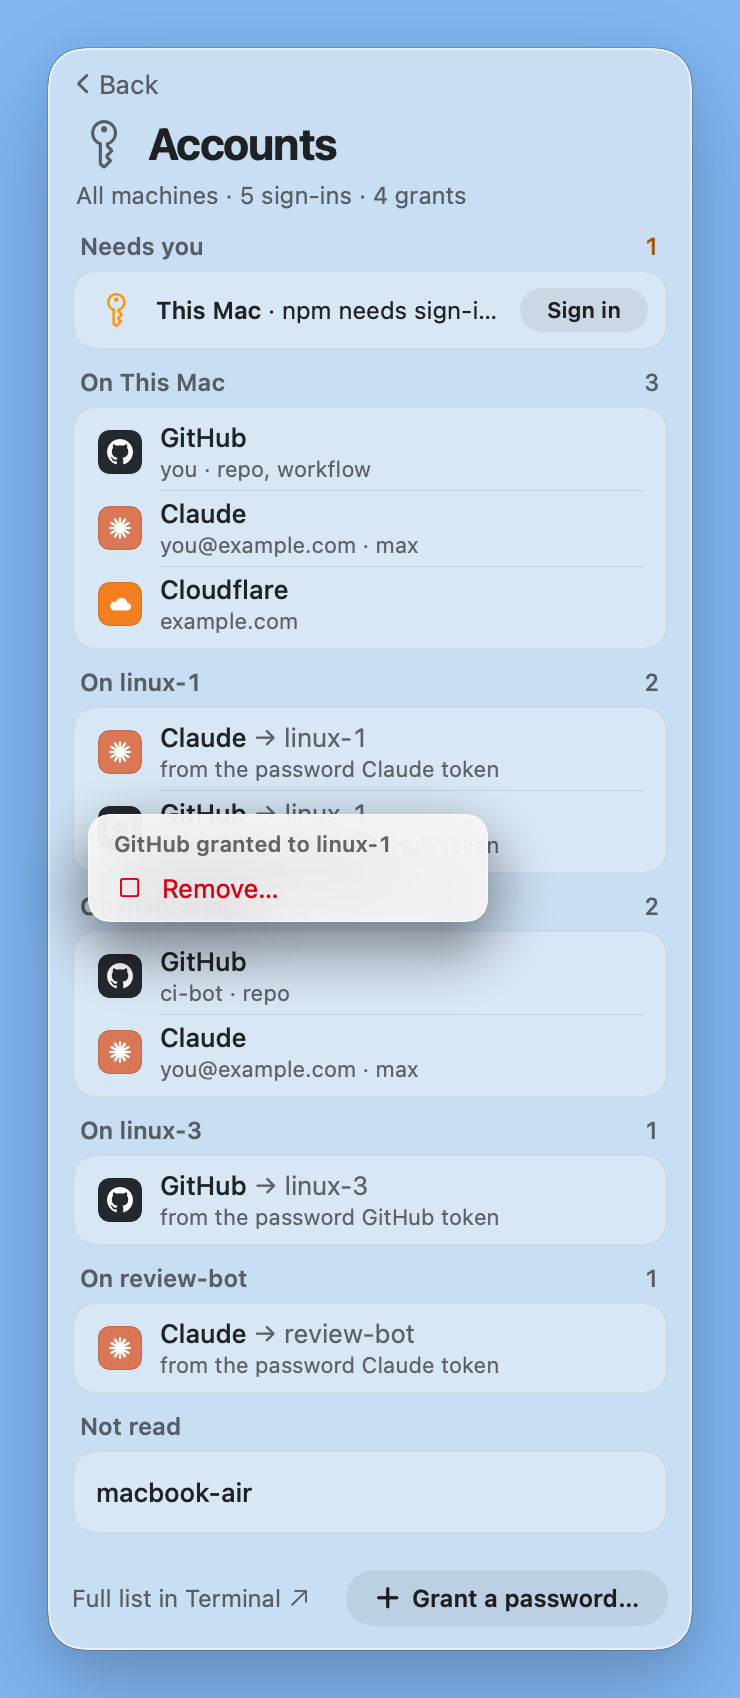 Back
Accounts
All machines · 5 sign-ins · 4 grants
Needs you 1
This Mac · npm needs sign-i... Sign in
On This Mac 3
GitHub
you · repo, workflow
Claude
you@example.com · max
Cloudflare
example.com
On linux-1 2
Claude → linux-1
from the password Claude token
GitHub → linux-1
GitHub granted to linux-1
token
Remove...
2
GitHub
ci-bot · repo
Claude
you@example.com · max
On linux-3 1
GitHub → linux-3
from the password GitHub token
On review-bot 1
Claude → review-bot
from the password Claude token
Not read
macbook-air
Full list in Terminal ↗ + Grant a password...